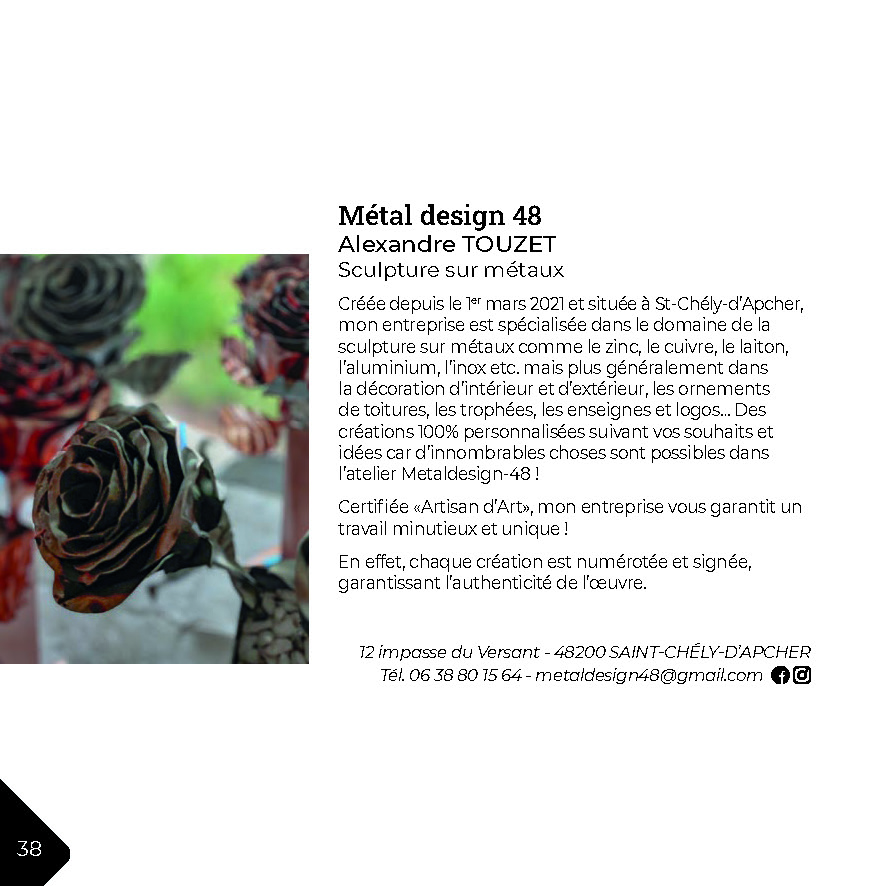 Métal design 48
Alexandre TOUZET
Sculpture sur métaux
Créée depuis le 1er mars 2021 et située à St-Chély-d'Apcher,
mon entreprise est spécialisée dans le domaine de la
sculpture sur métaux comme le zinc, le cuivre, le laiton,
l'aluminium, l'inox etc. mais plus généralement dans
la décoration d'intérieur et d'extérieur, les ornements
de toitures, les trophées, les enseignes et logos... Des
créations 100% personnalisées suivant vos souhaits et
idées car d'innombrables choses sont possibles dans
l'atelier Metaldesign-48 !
Certifiée «Artisan d'Art», mon entreprise vous garantit un
travail minutieux et unique !
En effet, chaque création est numérotée et signée,
garantissant l'authenticité de l'œuvre.
12 impasse du Versant - 48200 SAINT-CHÉLY-D'APCHER
Tél. 06 38 80 15 64 - metaldesign48@gmail.com
38